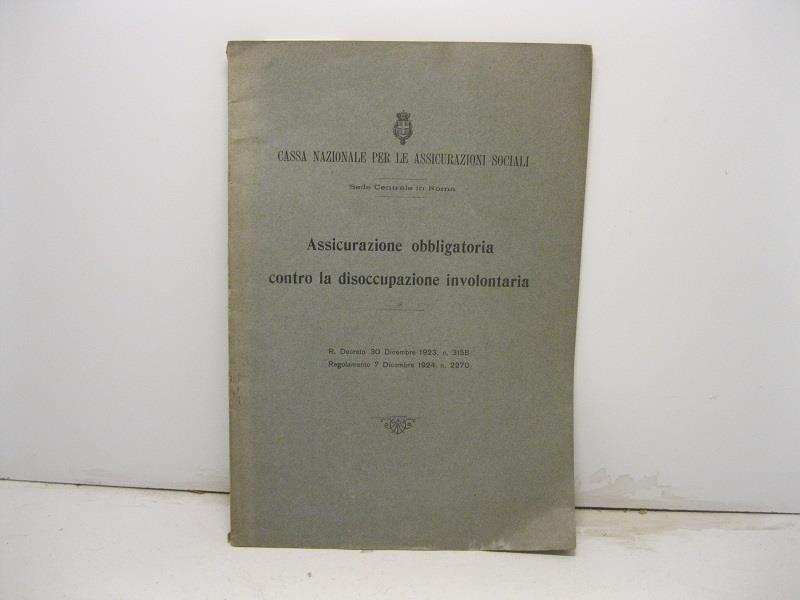 CASSA NAZIONALE PER LE ASSICURAZIONI SOCIALI
Sede Centrale in Roma
Assicurazione obbligatoria
contro la disoccupazione involontaria
R. Decreto 30 Dicembre 1923, n. 3158
Regolamento 7 Dicembre 1924, n. 2270